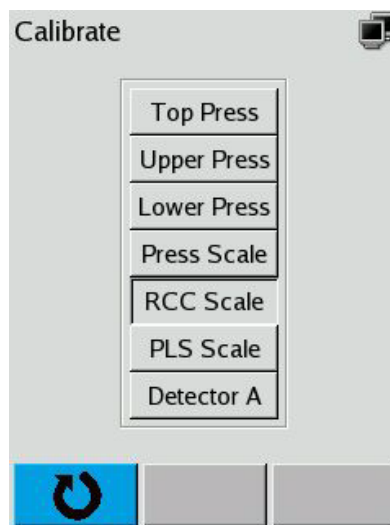 Calibrate
Top Press
Upper Press
Lower Press
Press Scale
RCC Scale
PLS Scale
Detector A